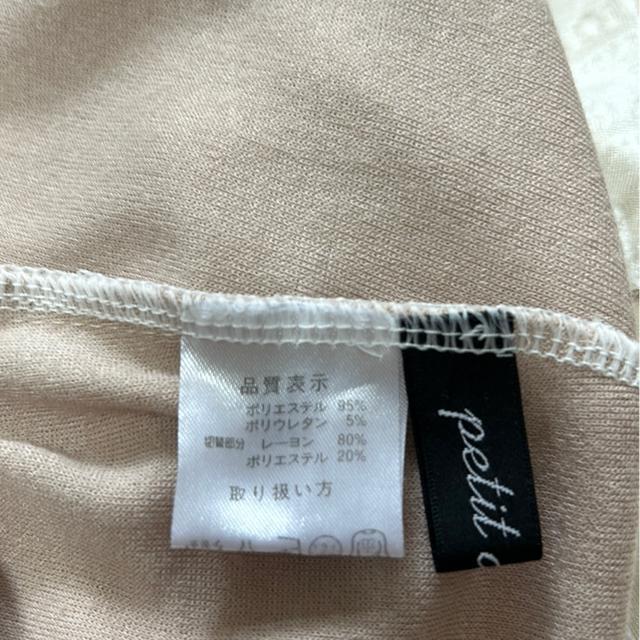 品質表示
ポリエステル 95%
ポリウレタン 5%
切替部分 レーヨン 80%
ポリエステル 20%
取り扱い方
petit